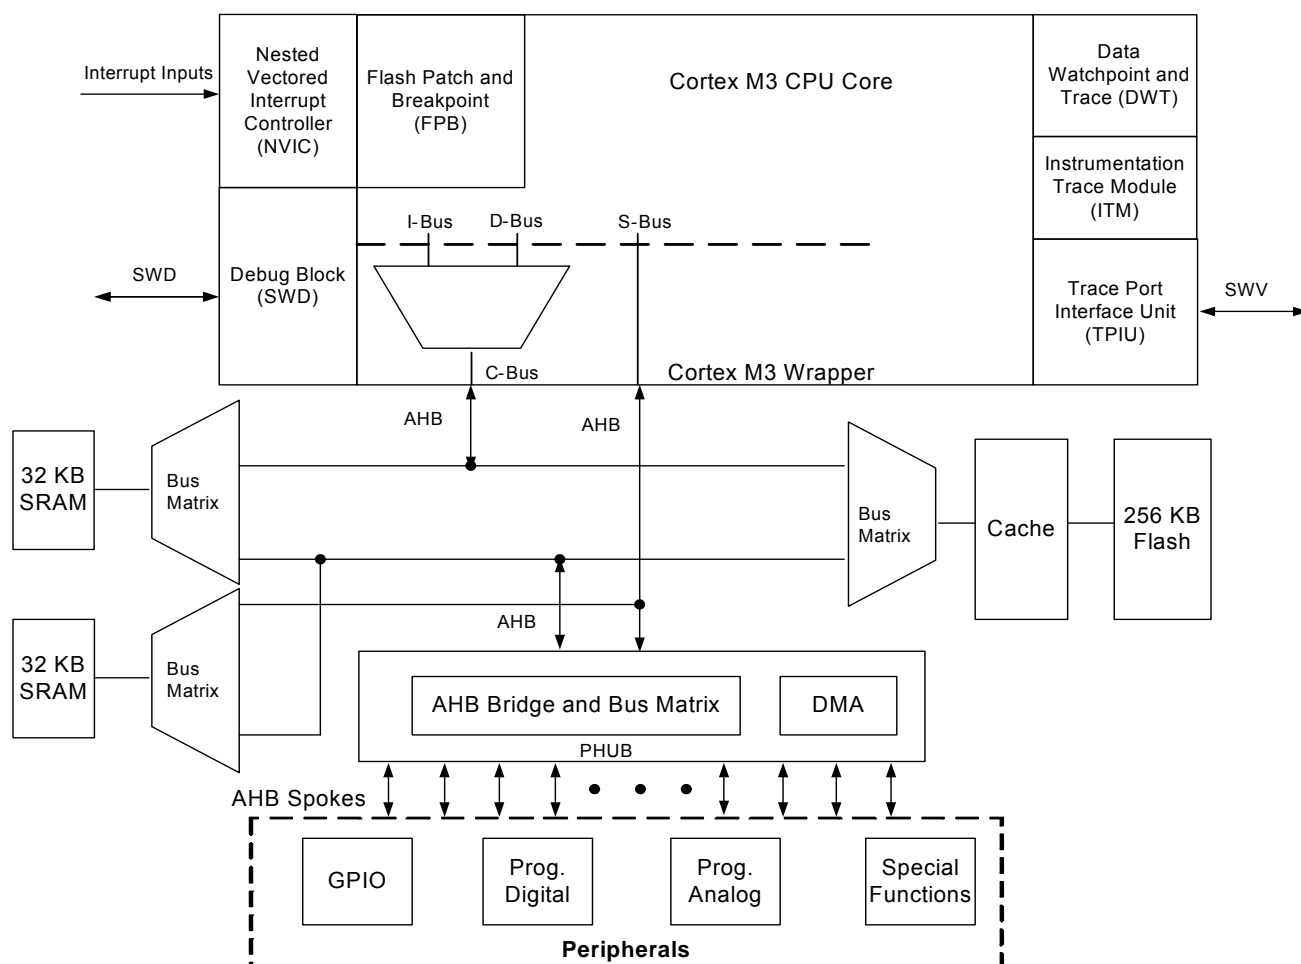 Interrupt Inputs
Nested
Vectored
Interrupt
Controller
(NVIC)
Flash Patch and
Breakpoint
(FPB)
Cortex M3 CPU Core
Data
Watchpoint and
Trace (DWT)
Instrumentation
Trace Module
(ITM)
I-Bus
D-Bus
S-Bus
SWD
Debug Block
(SWD)
Trace Port
Interface Unit
(TPIU)
SWV
C-Bus
Cortex M3 Wrapper
AHB
AHB
32 KB
SRAM
Bus
Matrix
Bus
Matrix
Cache
256 KB
Flash
AHB
32 KB
SRAM
Bus
Matrix
AHB Bridge and Bus Matrix
DMA
PHUB
AHB Spokes
GPIO
Prog.
Digital
Prog.
Analog
Special
Functions
Peripherals